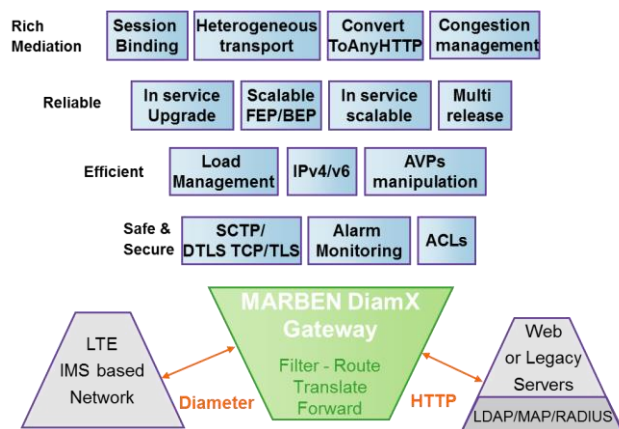 Rich
Mediation
Session
Binding
Heterogeneous
transport
Convert
ToAnyHTTP
Congestion
management
Reliable
In service
Upgrade
Scalable
FEP/BEP
In service
scalable
Multi
release
Efficient
Load
Management
IPv4/v6
AVPs
manipulation
Safe &
Secure
SCTP/
DTLS TCP/TLS
Alarm
Monitoring
ACLs
MARBEN DiamX
Gateway
Filter - Route
Translate
Forward
LTE
IMS based
Network
Diameter
HTTP
Web
or Legacy
Servers
LDAP/MAP/RADIUS